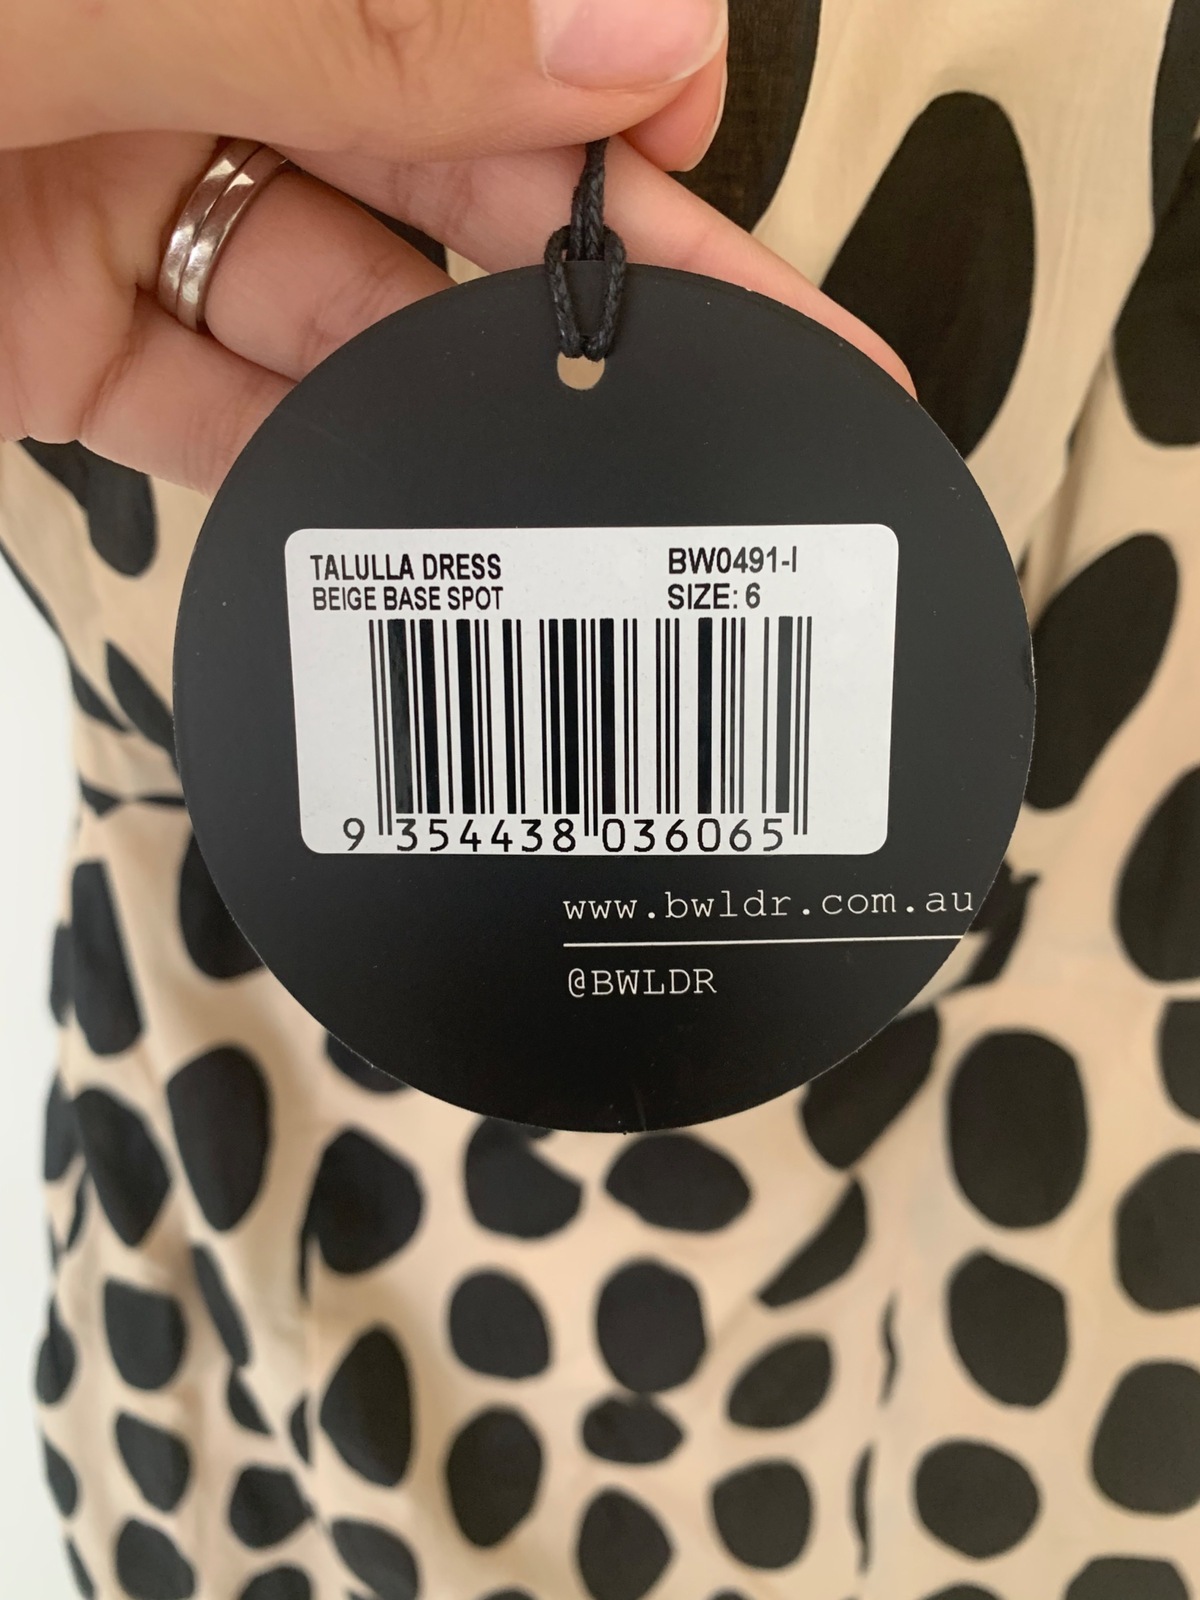 TALULLA DRESS BW0491-I
BEIGE BASE SPOT SIZE: 6
9 354438 036065
www.bwldr.com.au
@BWLDR